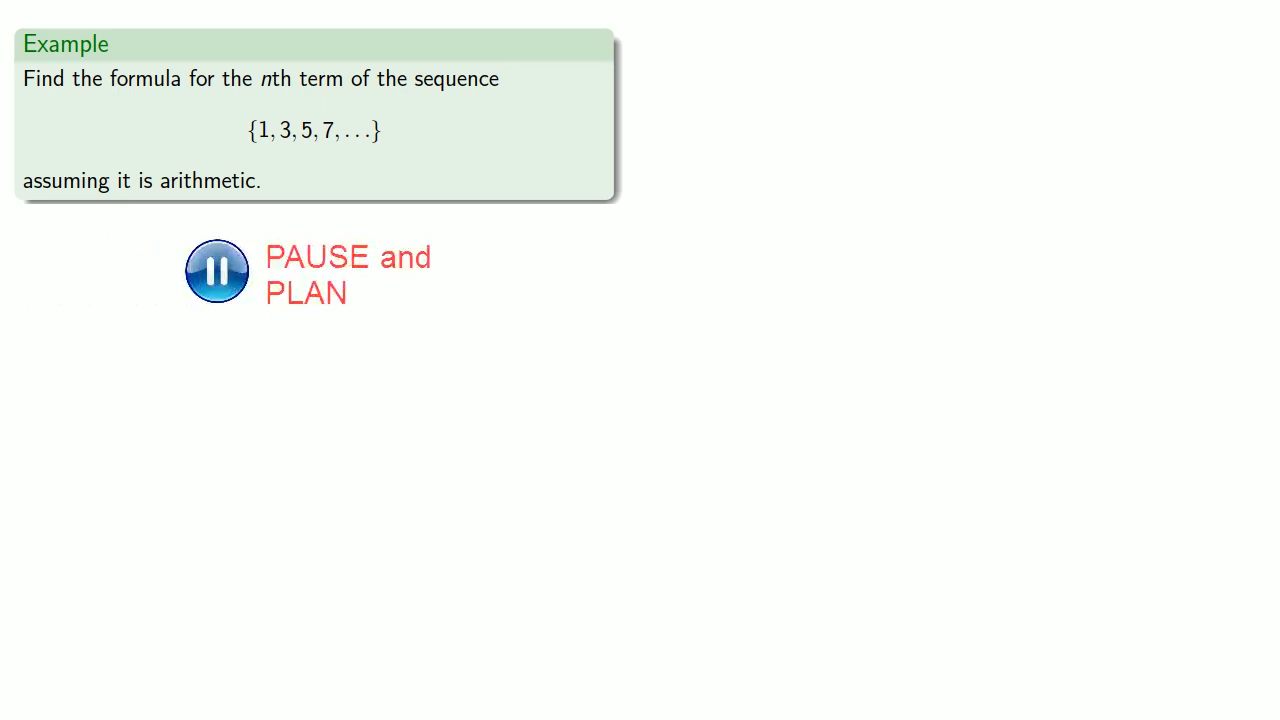 Example
Find the formula for the nth term of the sequence
{1, 3, 5, 7, . . .}
assuming it is arithmetic.
PAUSE and
PLAN